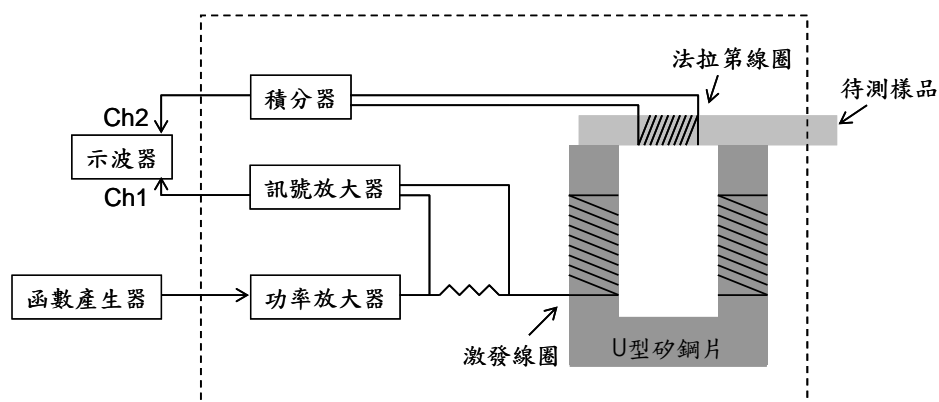 法拉第線圈
待測樣品
積分器
Ch2
示波器
Ch1
訊號放大器
函數產生器
功率放大器
激發線圈
U型矽鋼片